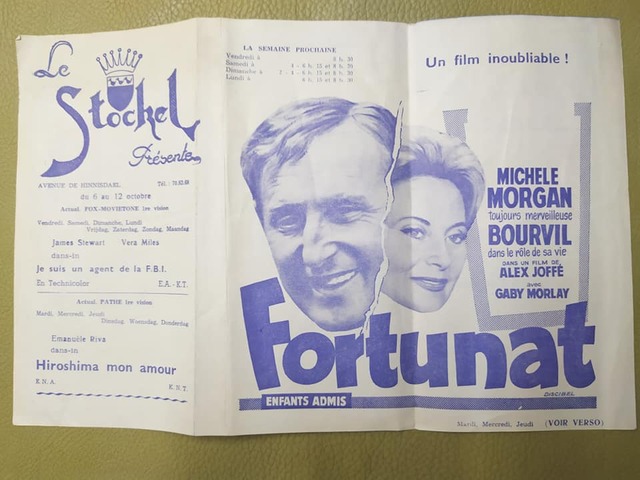 Le
Stockel
Présente
AVENUE DE HINNISDAEL
du 6 au 12 octobre
Actual. FOX-MOVIETONE 1re vision
Vendredi, Samedi, Dimanche, Lundi
Vrijdag, Zaterdag, Zondag, Maandag
James Stewart Vera Miles
dans-in
Je suis un agent de la F.B.I.
En Technicolor E.A.-K.T.
Actual. PATHE 1re vision
Mardi, Mercredi, Jeudi
Dinsdag, Woensdag, Donderdag
Emanuèle Riva
dans-in
Hiroshima mon amour
K.N.A. K.N.T.
LA SEMAINE PROCHAINE
Vendredi à 8 h. 30
Samedi à
Dimanche à
Lundi à
Un film inoubliable !
MICHELE
MORGAN
toujours merveilleuse
BOURVIL
dans le rôle de sa vie
DANS UN FILM DE
ALEX JOFFÉ
avec
GABY MORLAY
Fortunat
ENFANTS ADMIS
DISCIBEL
Mardi, Mercredi, Jeudi (VOIR VERSO)